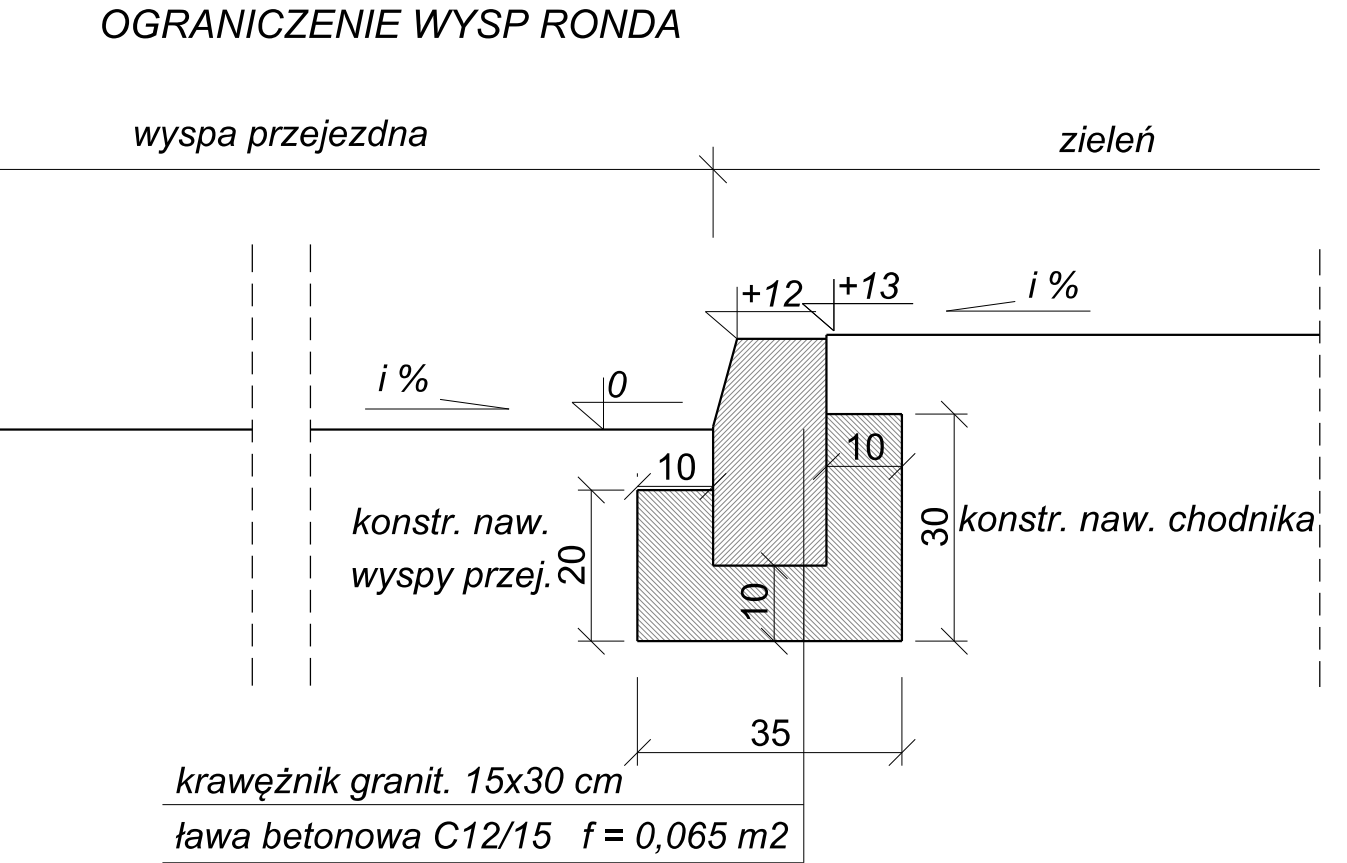 OGRANICZENIE WYSP RONDA
wyspa przejezdna
zieleń
+12
+13
i %
i %
0
10
10
konstr. naw.
wyspy przej.
20
30
konstr. naw. chodnika
10
35
krawężnik granit. 15x30 cm
ława betonowa C12/15 f = 0,065 m2